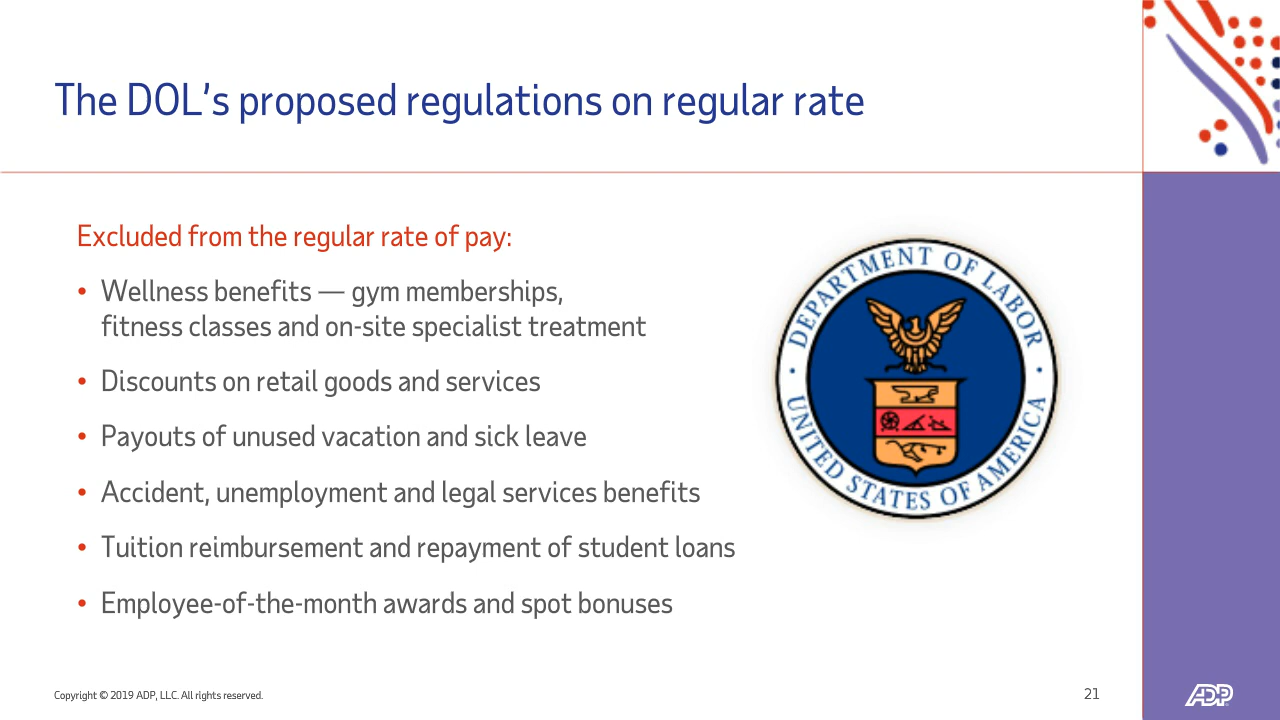 The DOL's proposed regulations on regular rate
Excluded from the regular rate of pay:
• Wellness benefits — gym memberships,
fitness classes and on-site specialist treatment
• Discounts on retail goods and services
• Payouts of unused vacation and sick leave
• Accident, unemployment and legal services benefits
• Tuition reimbursement and repayment of student loans
• Employee-of-the-month awards and spot bonuses
DEPARTMENT OF LABOR
UNITED STATES OF AMERICA
Copyright © 2019 ADP, LLC. All rights reserved.
21
ADP